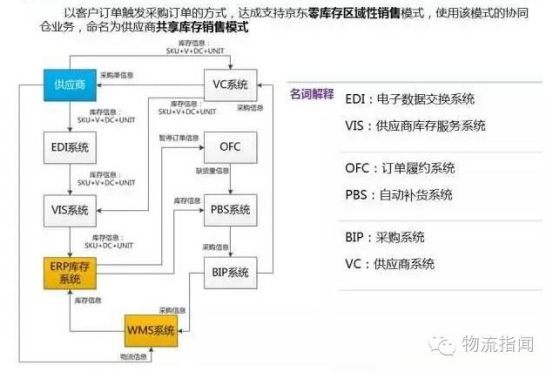 以客户订单触发采购订单的方式，达成支持京东零库存区域性销售模式，使用该模式的协同
仓业务，命名为供应商共享库存销售模式
库存信息：
SKU+V+DC+UNIT
供应商
采购单信息
VC系统
库存信息：
SKU+V+DC+UNIT
库存信息：
SKU+V+DC+UNIT
采购信息
EDI系统
暂停订单信息
OFC
库存信息：
SKU+V+DC+UNIT
缺货量信息
VIS系统
库存信息
PBS系统
库存信息：
SKU+DC+UNIT
采购信息
ERP库存
系统
BIP系统
库存信息
采购信息
WMS系统
物流信息
名词解释
EDI：电子数据交换系统
VIS：供应商库存服务系统
OFC：订单履约系统
PBS：自动补货系统
BIP：采购系统
VC：供应商系统
物流指闻